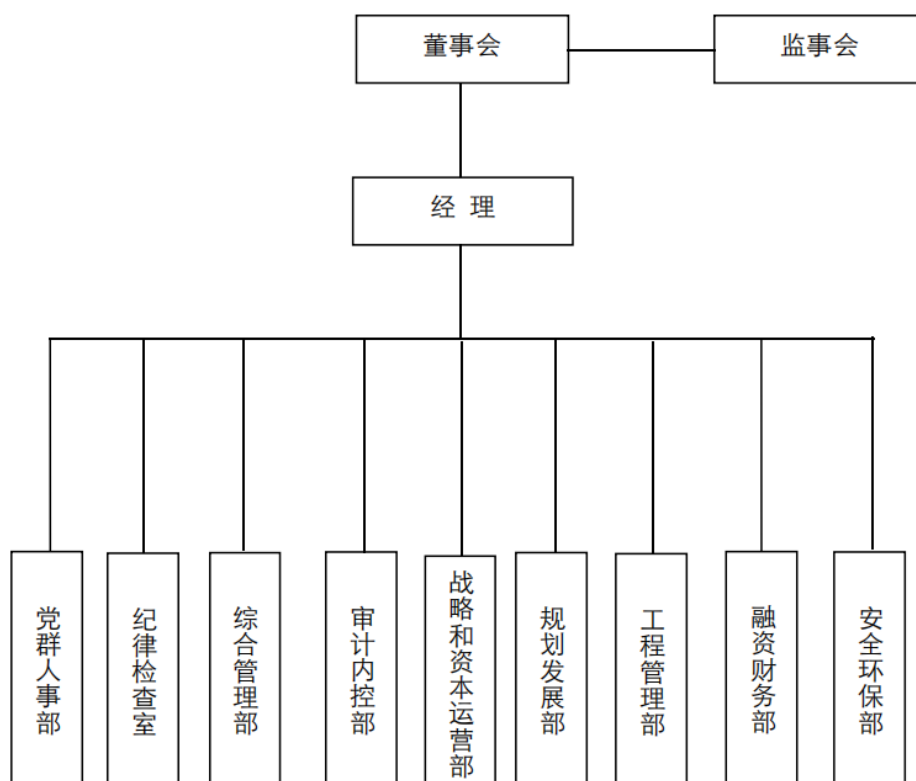 董事会
监事会
经 理
党群人事部
纪律检查室
综合管理部
审计内控部
战略和资本运营部
规划发展部
工程管理部
融资财务部
安全环保部